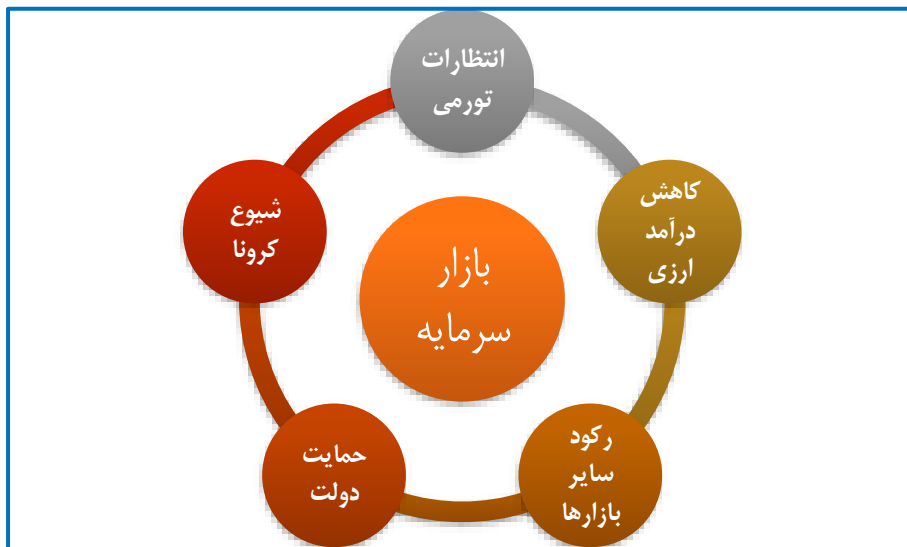 انتظارات
تورمی
کاهش
درآمد
ارزی
رکود
سایر
بازارها
حمایت
دولت
شیوع
کرونا
بازار
سرمایه